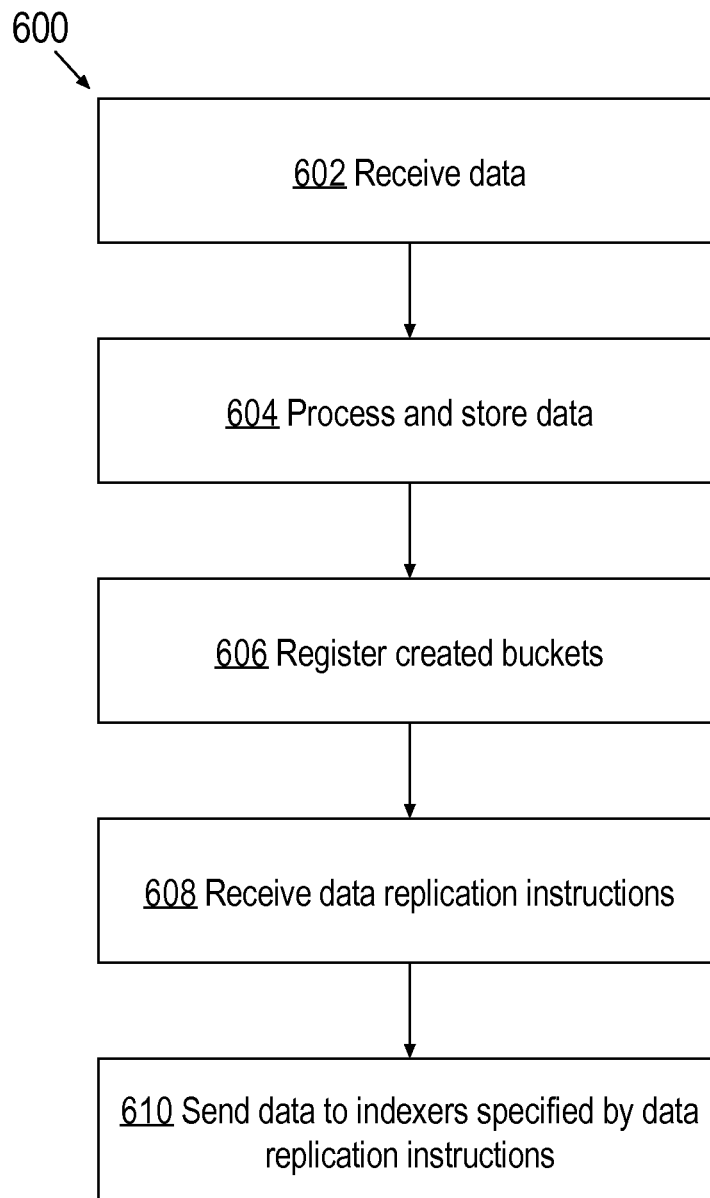 600
602 Receive data
604 Process and store data
606 Register created buckets
608 Receive data replication instructions
610 Send data to indexers specified by data
replication instructions